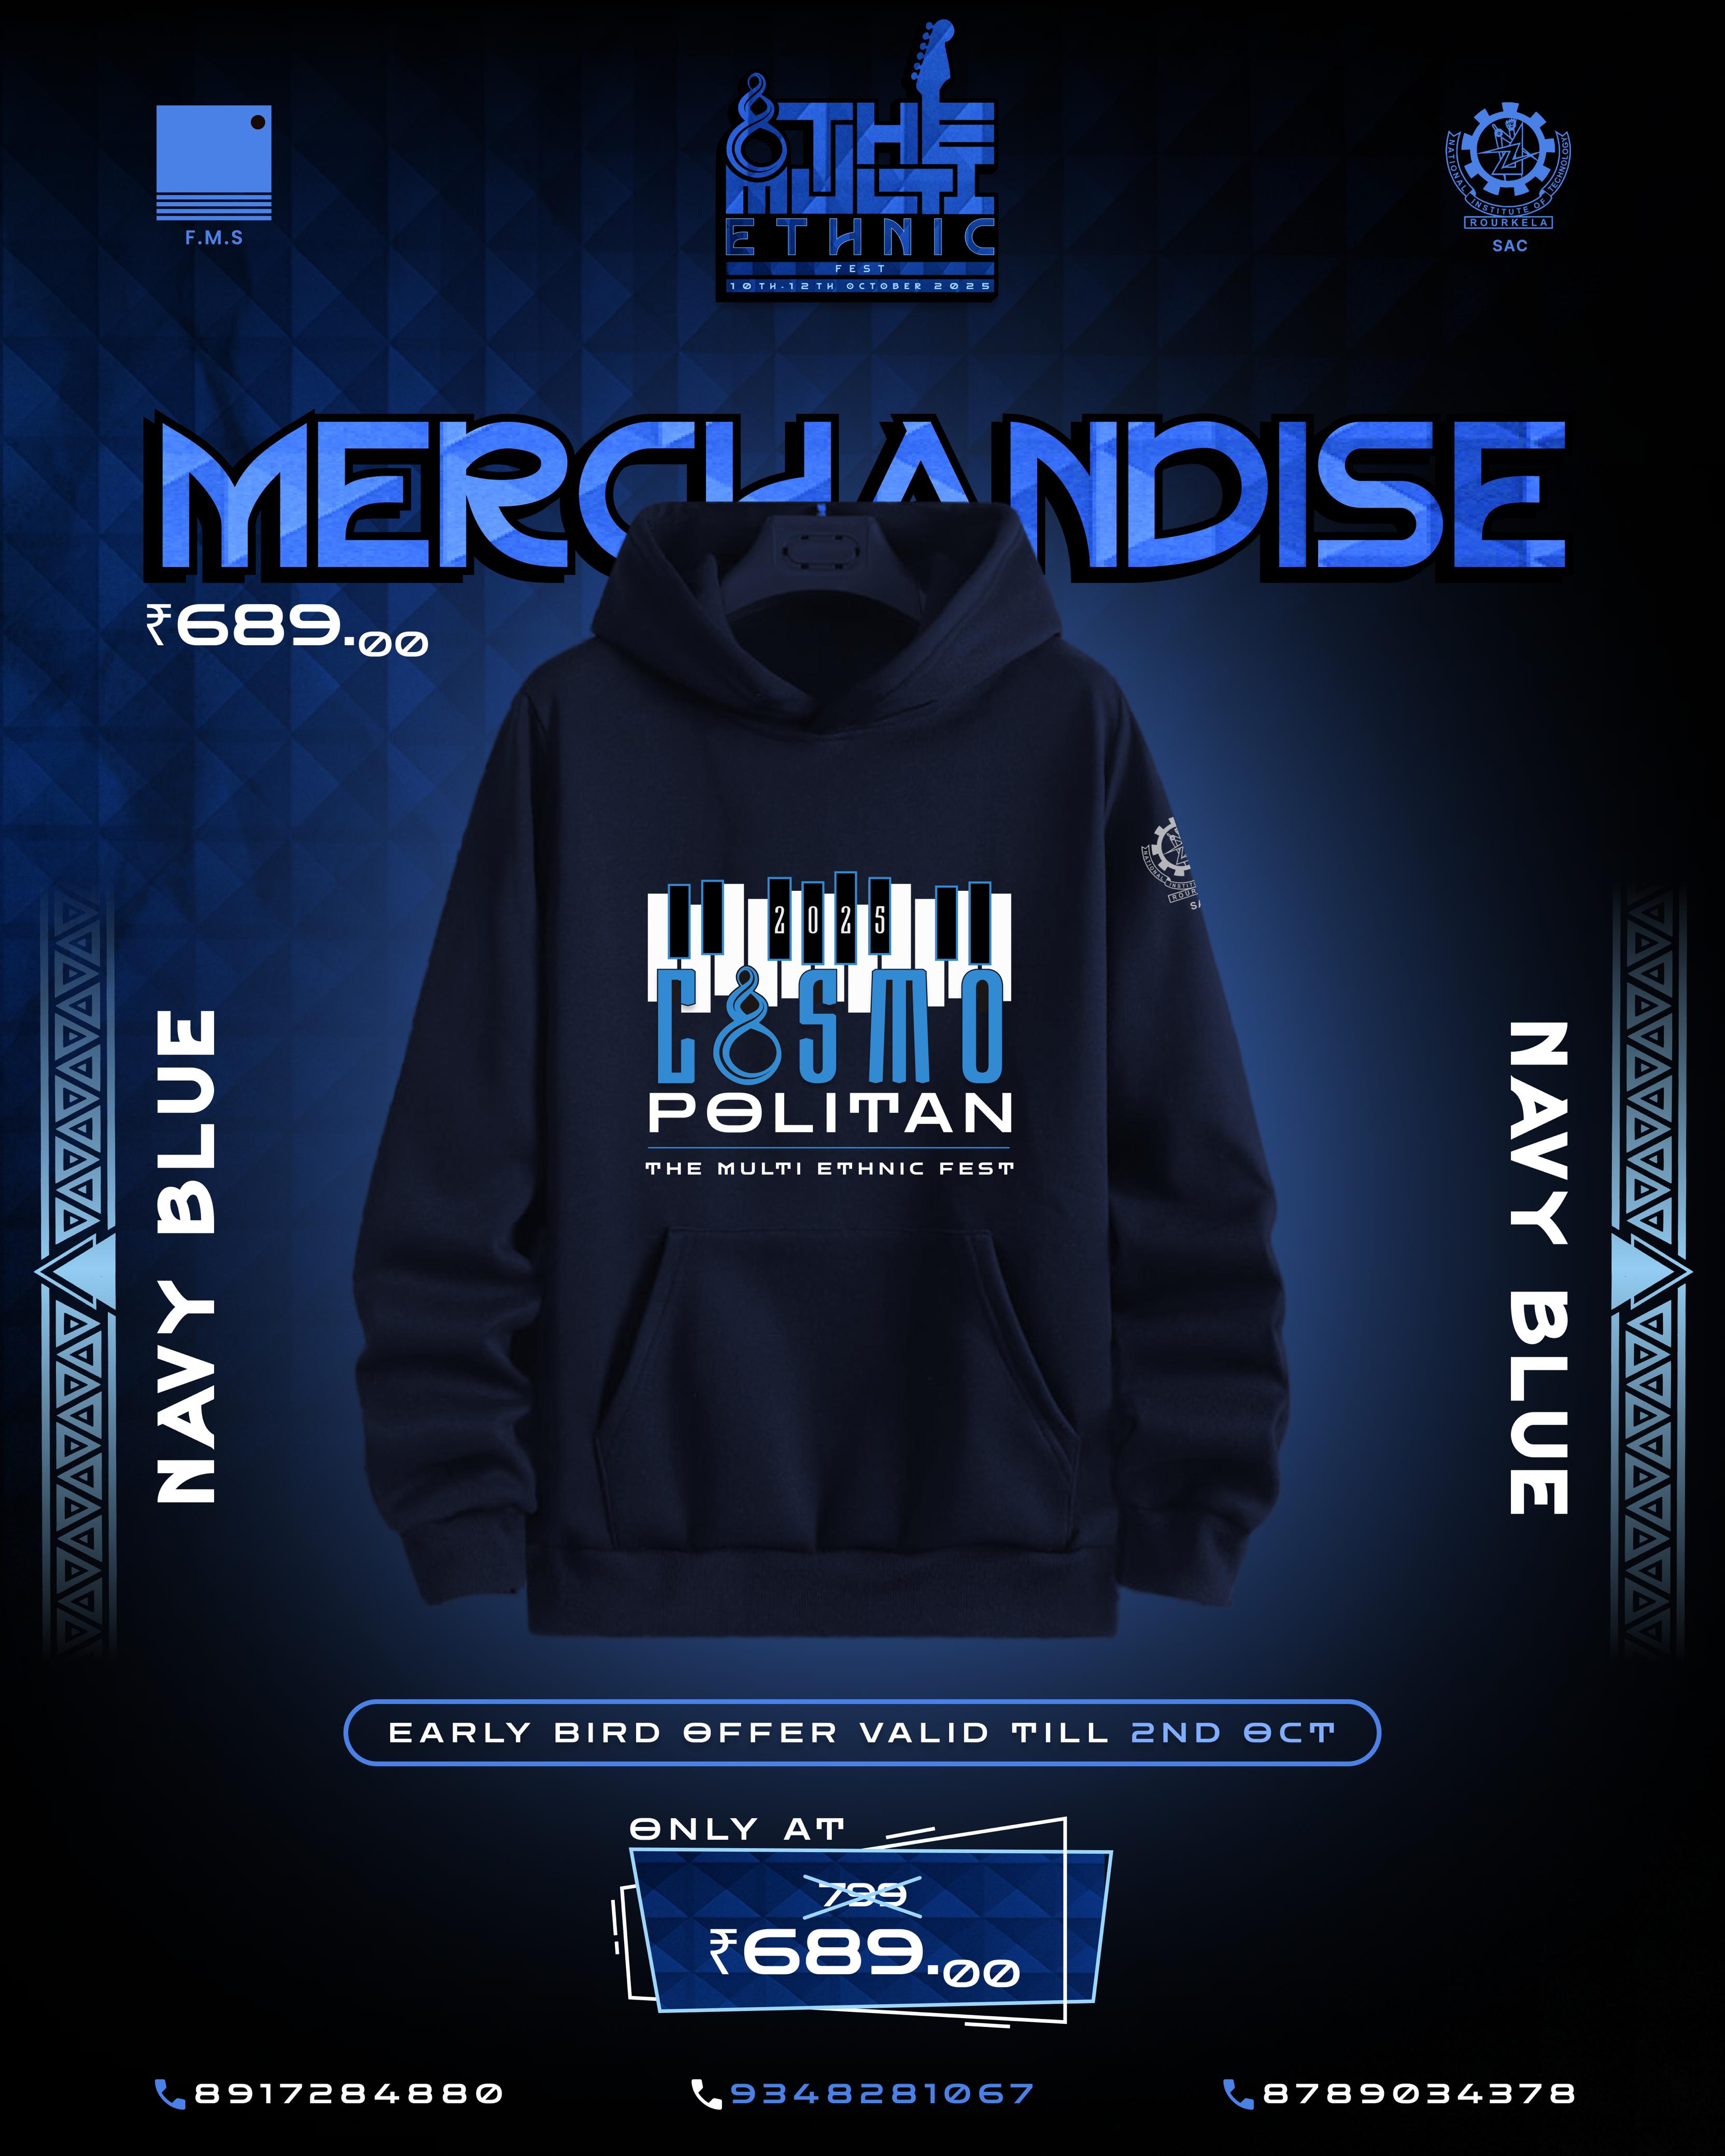 F.M.S
THE
MULTI
ETHNIC
FEST
10TH-12TH OCTOBER 2025
NATIONAL INSTITUTE OF TECHNOLOGY
ROURKELA
SAC
MERCHANDISE
₹689.00
2025
COSMO
POLITAN
THE MULTI ETHNIC FEST
NAVY BLUE
NAVY BLUE
EARLY BIRD OFFER VALID TILL 2ND OCT
ONLY AT
799
₹689.00
8917284880
9348281067
8789034378